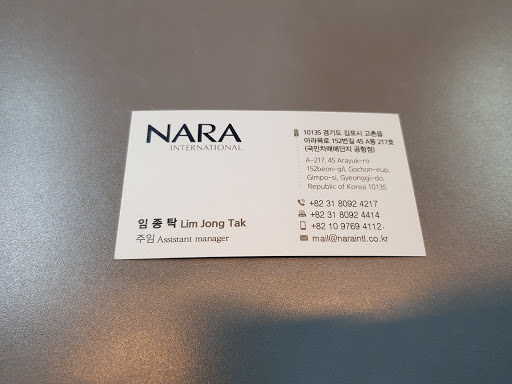 NARA
INTERNATIONAL
임 종 탁 Lim Jong Tak
주임 Assistant manager
10135 경기도 김포시 고촌읍
아라육로 152번길 45 A동 217호
(국민차매매단지 공항점)
A-217, 45 Arayuk-ro
152beon-gil, Gochon-eup,
Gimpo-si, Gyeonggi-do,
Republic of Korea 10135
+82 31 8092 4217
+82 31 8092 4414
+82 10 9769 4112
mail@naraintl.co.kr